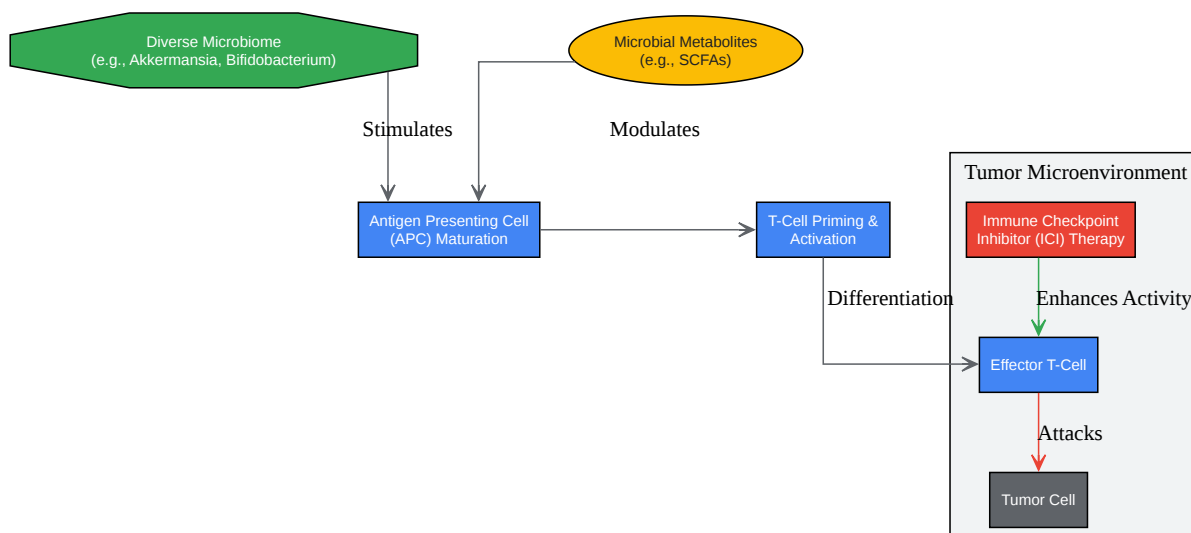 Diverse Microbiome
(e.g., Akkermansia, Bifidobacterium)
Microbial Metabolites
(e.g., SCFAs)
Stimulates
Modulates
Tumor Microenvironment
Antigen Presenting Cell
(APC) Maturation
T-Cell Priming &
Activation
Immune Checkpoint
Inhibitor (ICI) Therapy
Differentiation
Enhances Activity
Effector T-Cell
Attacks
Tumor Cell